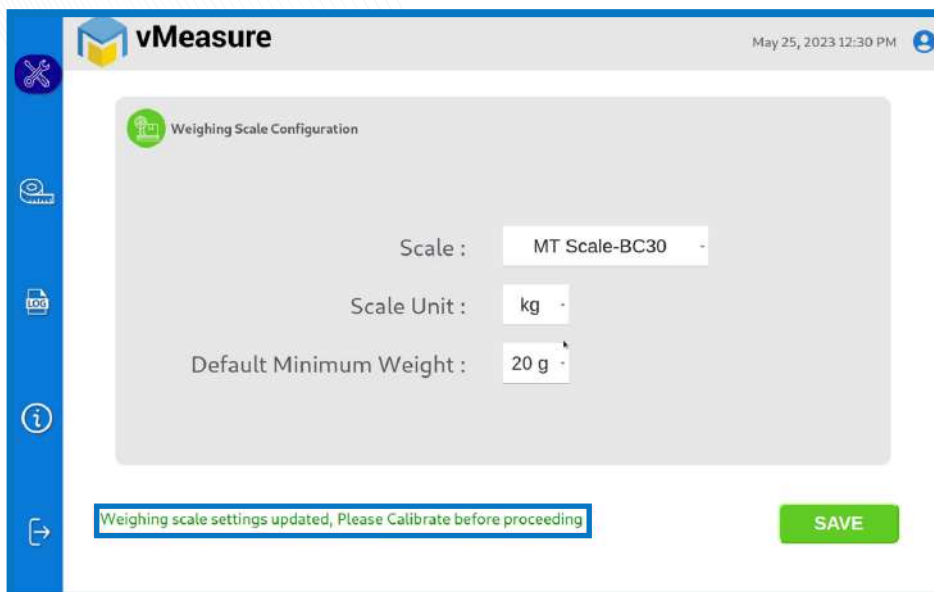 vMeasure
May 25, 2023 12:30 PM
Weighing Scale Configuration
Scale : MT Scale-BC30
Scale Unit : kg
LOG
Default Minimum Weight : 20 g
i
Weighing scale settings updated, Please Calibrate before proceeding
SAVE